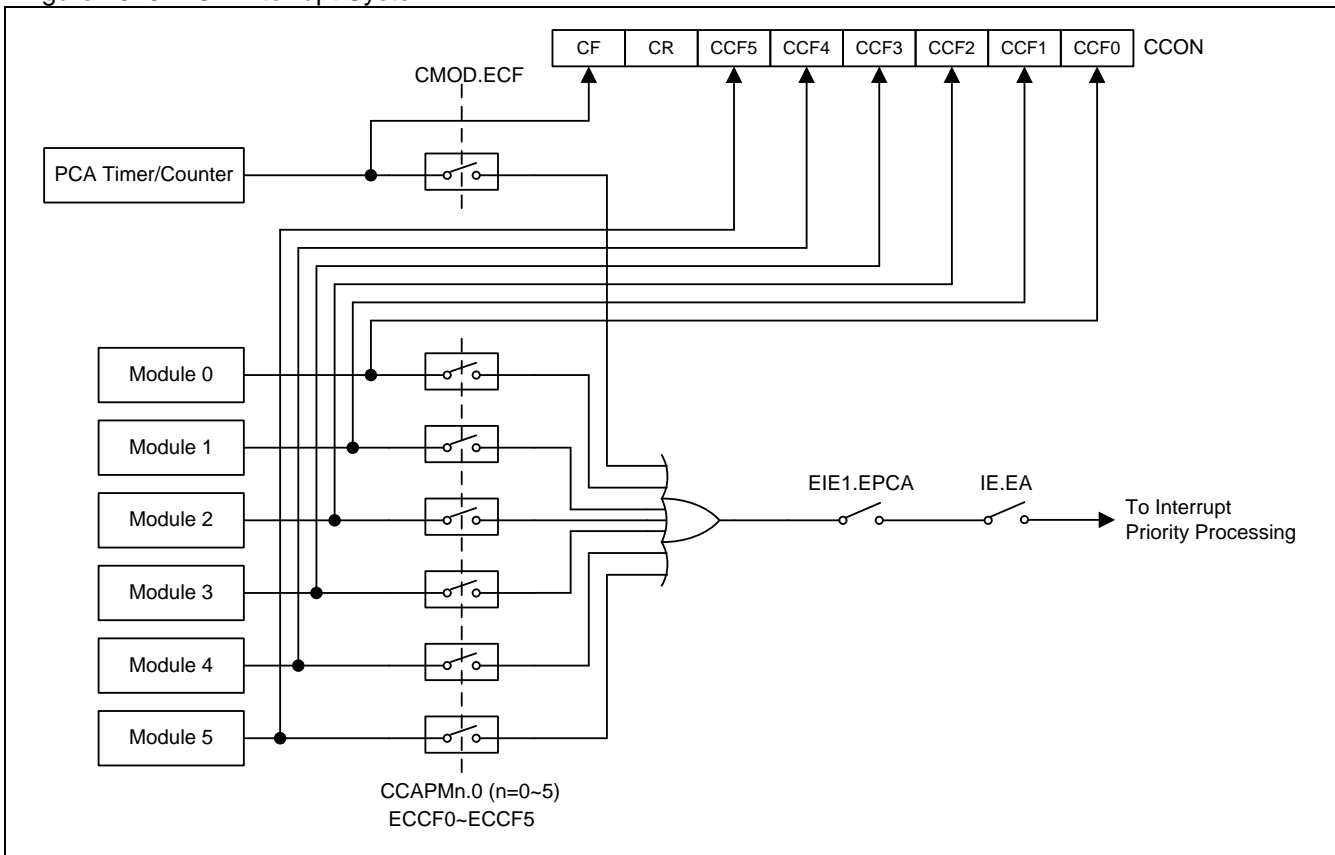 CF CR CCF5 CCF4 CCF3 CCF2 CCF1 CCF0 CCON
CMOD.ECF
PCA Timer/Counter
Module 0
Module 1
Module 2
Module 3
Module 4
Module 5
EIE1.EPCA IE.EA
To Interrupt
Priority Processing
CCAPMn.0 (n=0~5)
ECCF0~ECCF5